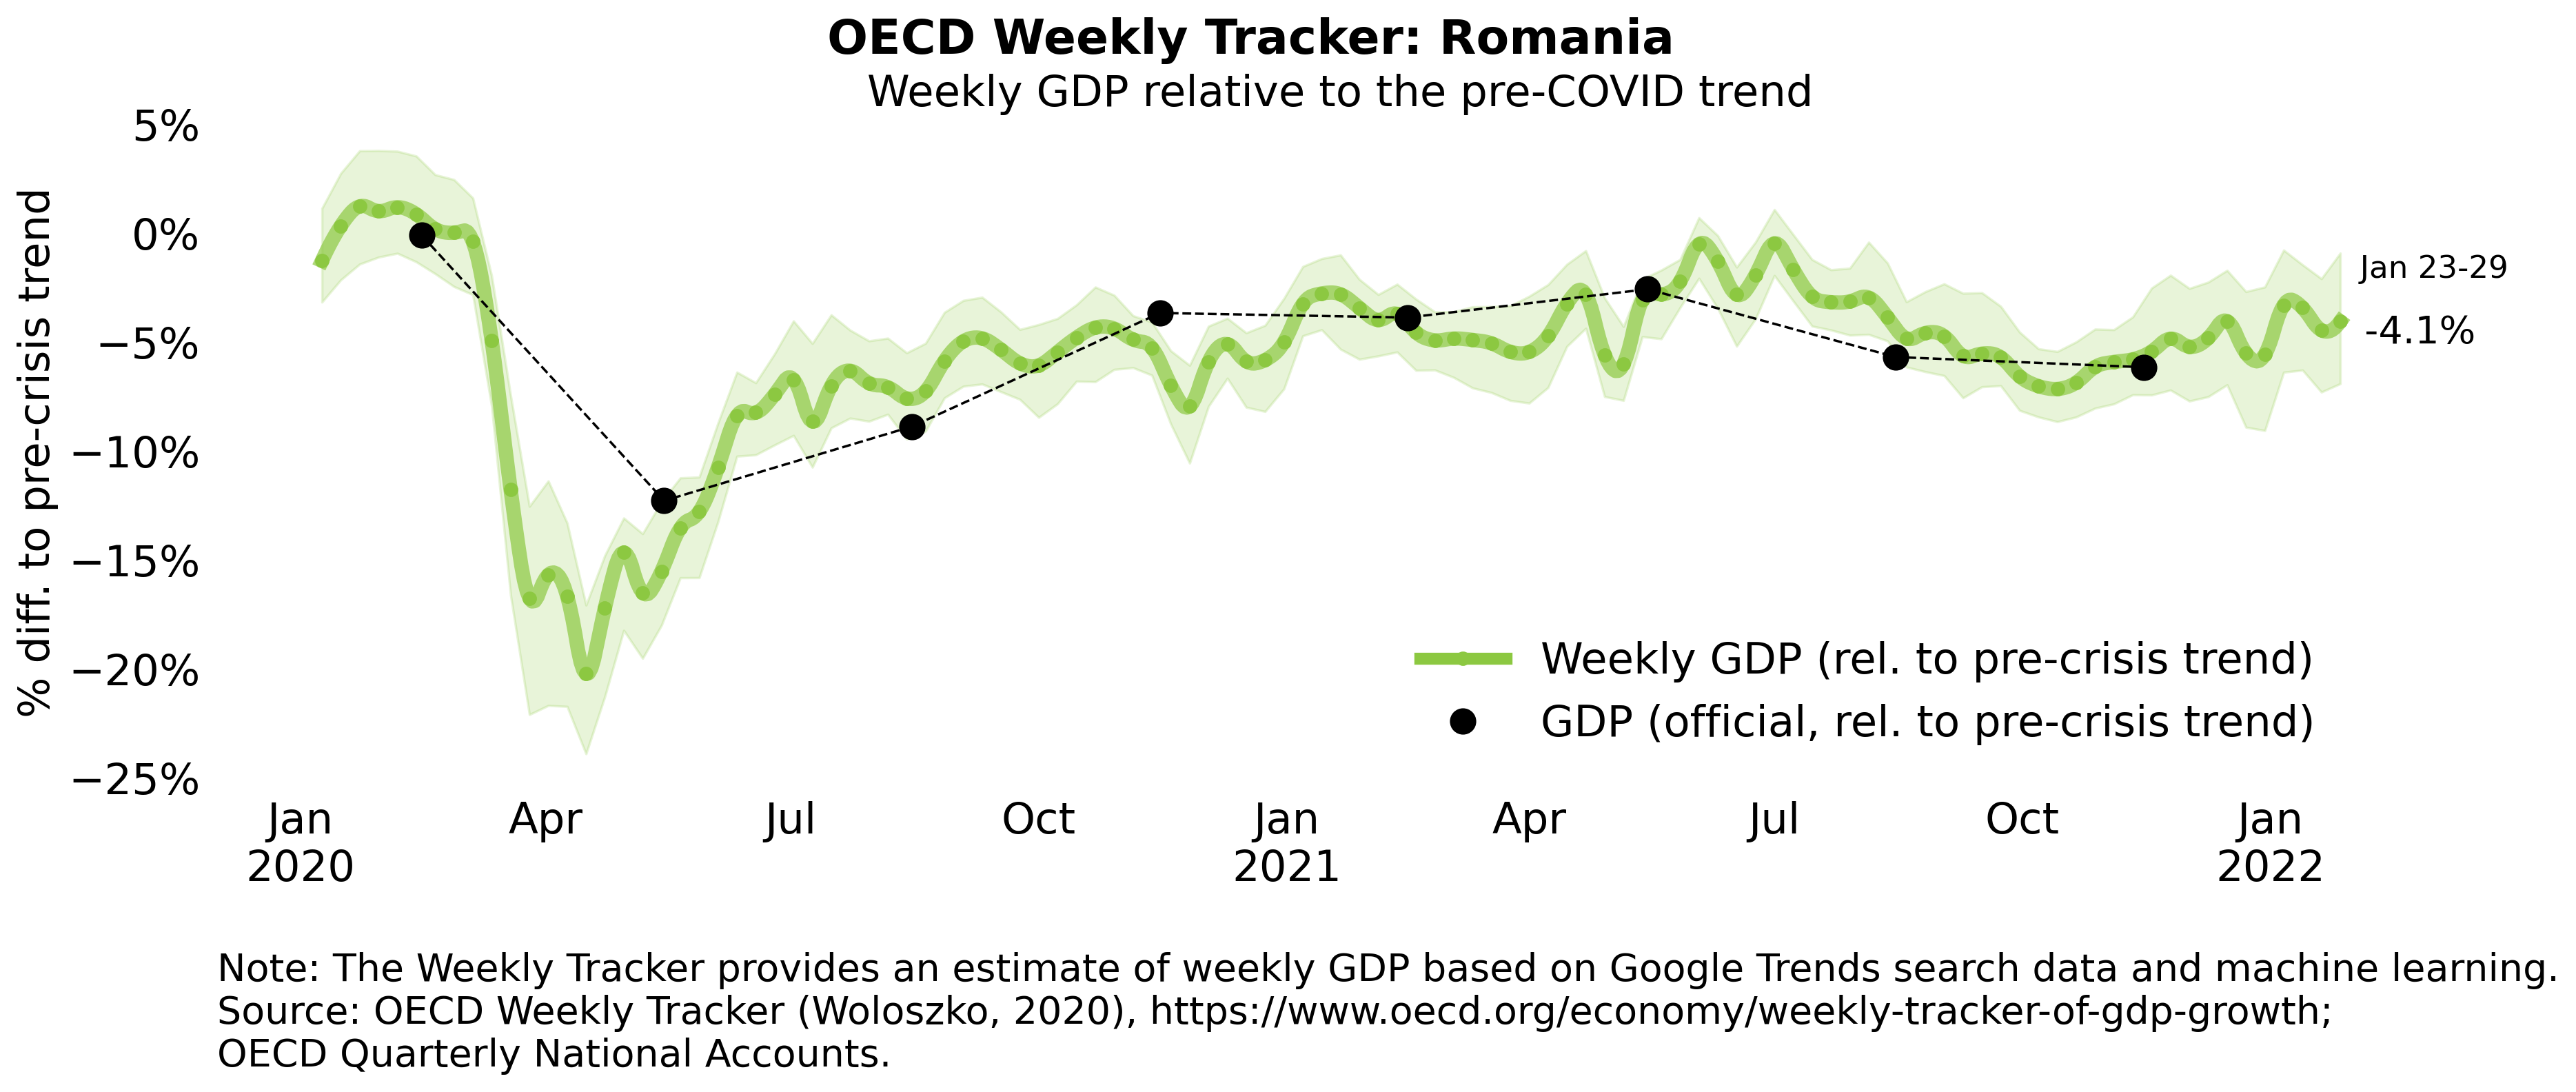 OECD Weekly Tracker: Romania
Weekly GDP relative to the pre-COVID trend
% diff. to pre-crisis trend
5%
0%
−5%
−10%
−15%
−20%
−25%
Jan 23-29
-4.1%
Weekly GDP (rel. to pre-crisis trend)
GDP (official, rel. to pre-crisis trend)
Jan Apr Jul Oct Jan Apr Jul Oct Jan
2020 2021 2022
Note: The Weekly Tracker provides an estimate of weekly GDP based on Google Trends search data and machine learning.
Source: OECD Weekly Tracker (Woloszko, 2020), https://www.oecd.org/economy/weekly-tracker-of-gdp-growth;
OECD Quarterly National Accounts.